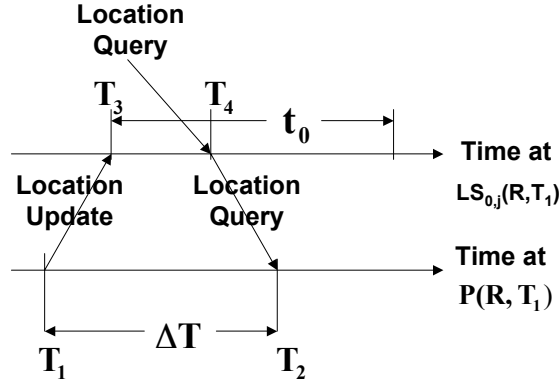 Location
Query
T3
T4
t0
Time at
LS0,j(R,T1)
Location
Update
Location
Query
Time at
P(R, T1)
ΔT
T1
T2